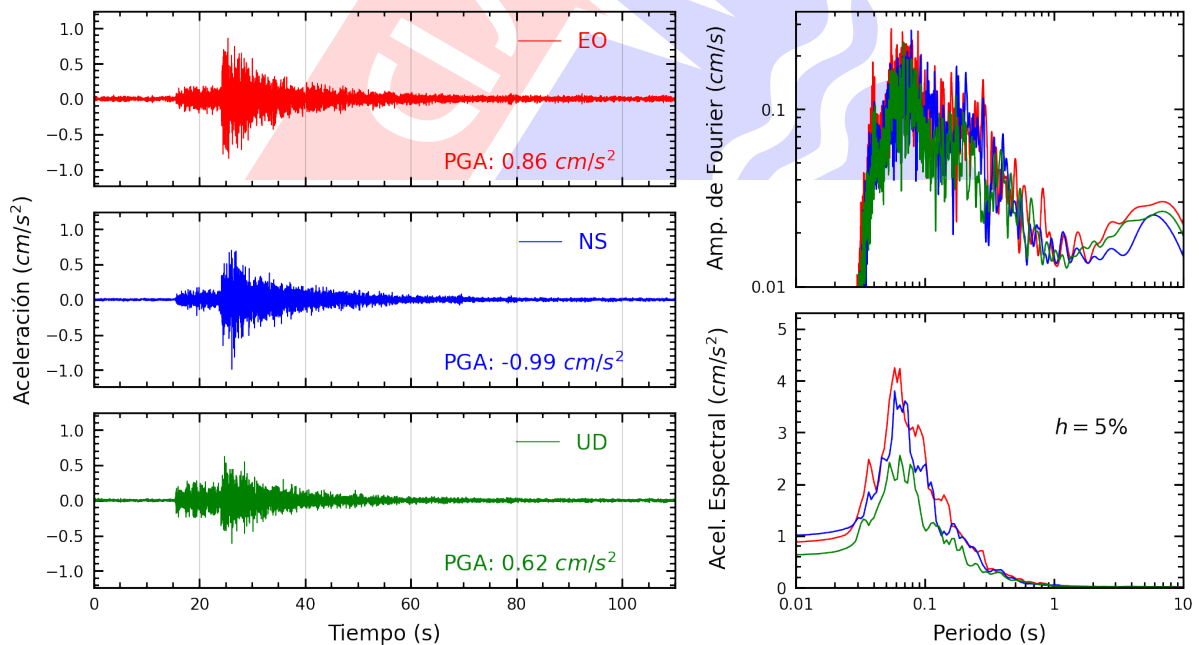 Aceleración (cm/s²)
1.0
0.5
0.0
−0.5
−1.0
EO
PGA: 0.86 cm/s²
1.0
0.5
0.0
−0.5
−1.0
NS
PGA: -0.99 cm/s²
1.0
0.5
0.0
−0.5
−1.0
UD
PGA: 0.62 cm/s²
0
20
40
60
80
100
Tiempo (s)
Amp. de Fourier (cm/s)
0.1
0.01
Acel. Espectral (cm/s²)
5
4
3
2
1
0
h = 5%
0.01
0.1
1
10
Periodo (s)